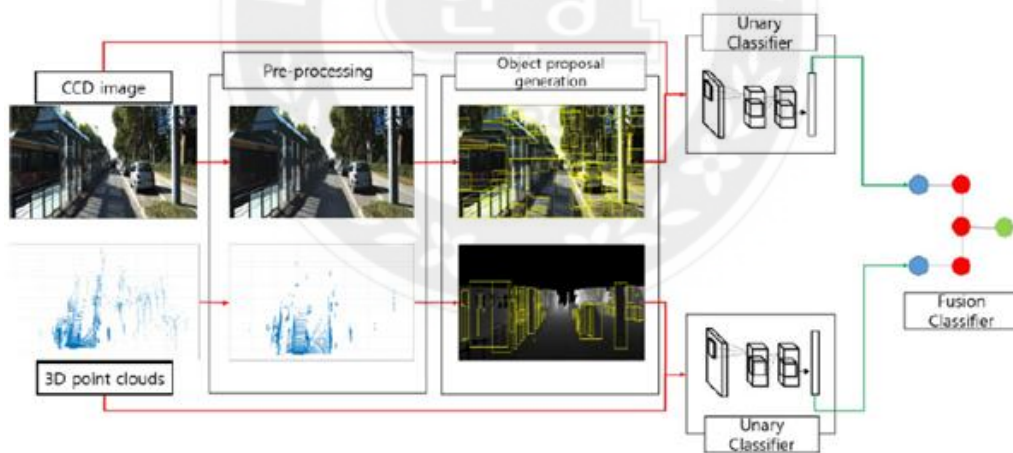 Unary
Classifier
Pre-processing
Object proposal
generation
CCD image
3D point clouds
Fusion
Classifier
Unary
Classifier